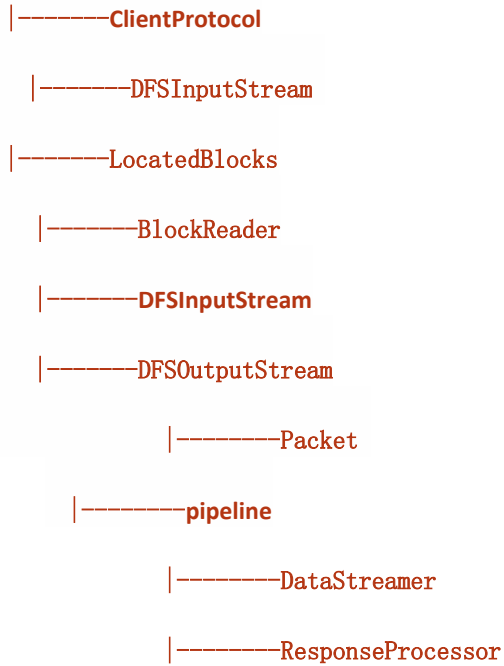 |-------ClientProtocol
|-------DFSInputStream
|-------LocatedBlocks
|-------BlockReader
|-------DFSInputStream
|-------DFSOutputStream
|--------Packet
|--------pipeline
|--------DataStreamer
|--------ResponseProcessor